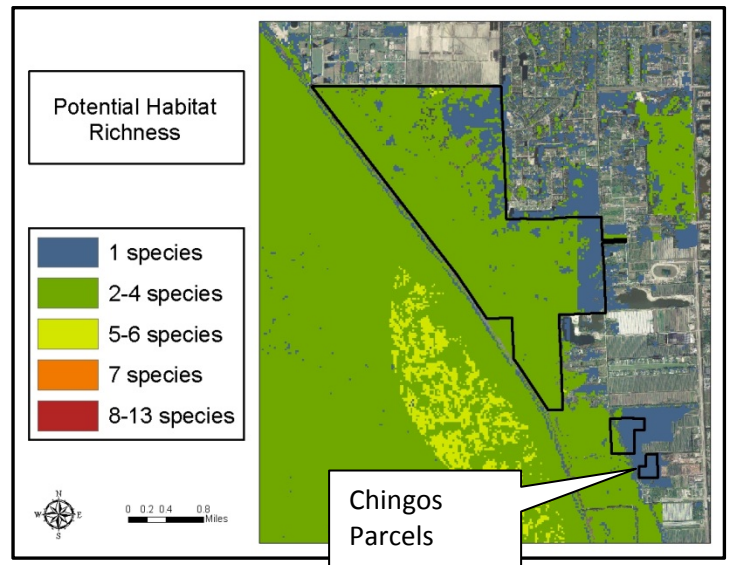 Potential Habitat
Richness
1 species
2-4 species
5-6 species
7 species
8-13 species
N
W E
S
0 0.2 0.4 0.8
Miles
Chingos
Parcels